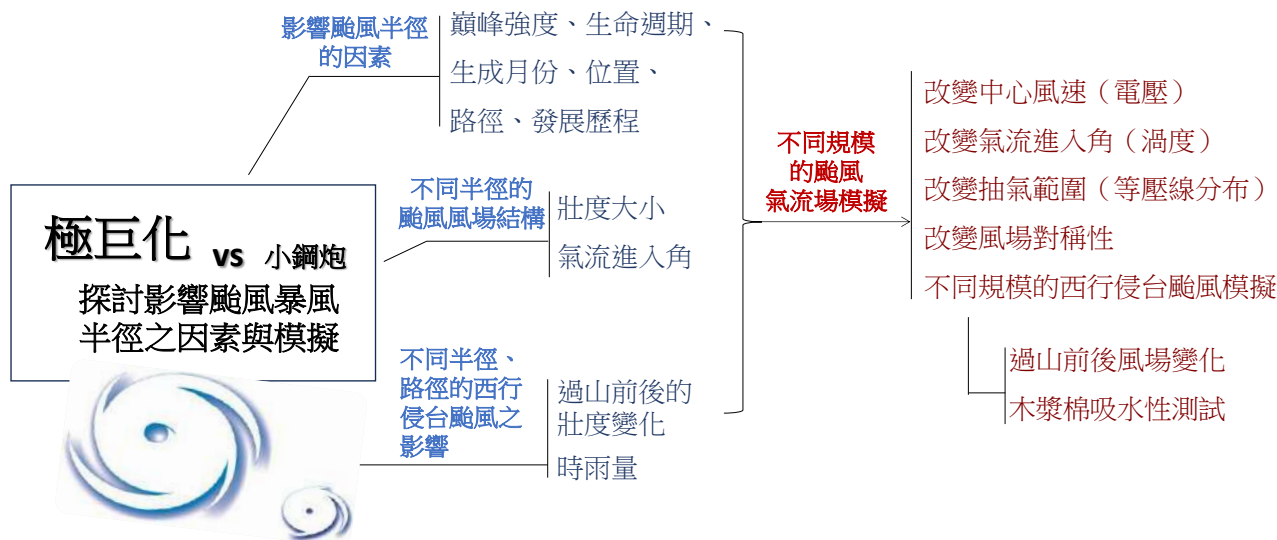 極巨化 vs 小鋼炮
探討影響颱風暴風
半徑之因素與模擬
影響颱風半徑
的因素
巔峰強度、生命週期、
生成月份、位置、
路徑、發展歷程
不同半徑的
颱風風場結構
壯度大小
氣流進入角
不同半徑、
路徑的西行
侵台颱風之
影響
過山前後的
壯度變化
時雨量
不同規模
的颱風
氣流場模擬
改變中心風速（電壓）
改變氣流進入角（渦度）
改變抽氣範圍（等壓線分布）
改變風場對稱性
不同規模的西行侵台颱風模擬
過山前後風場變化
木漿棉吸水性測試